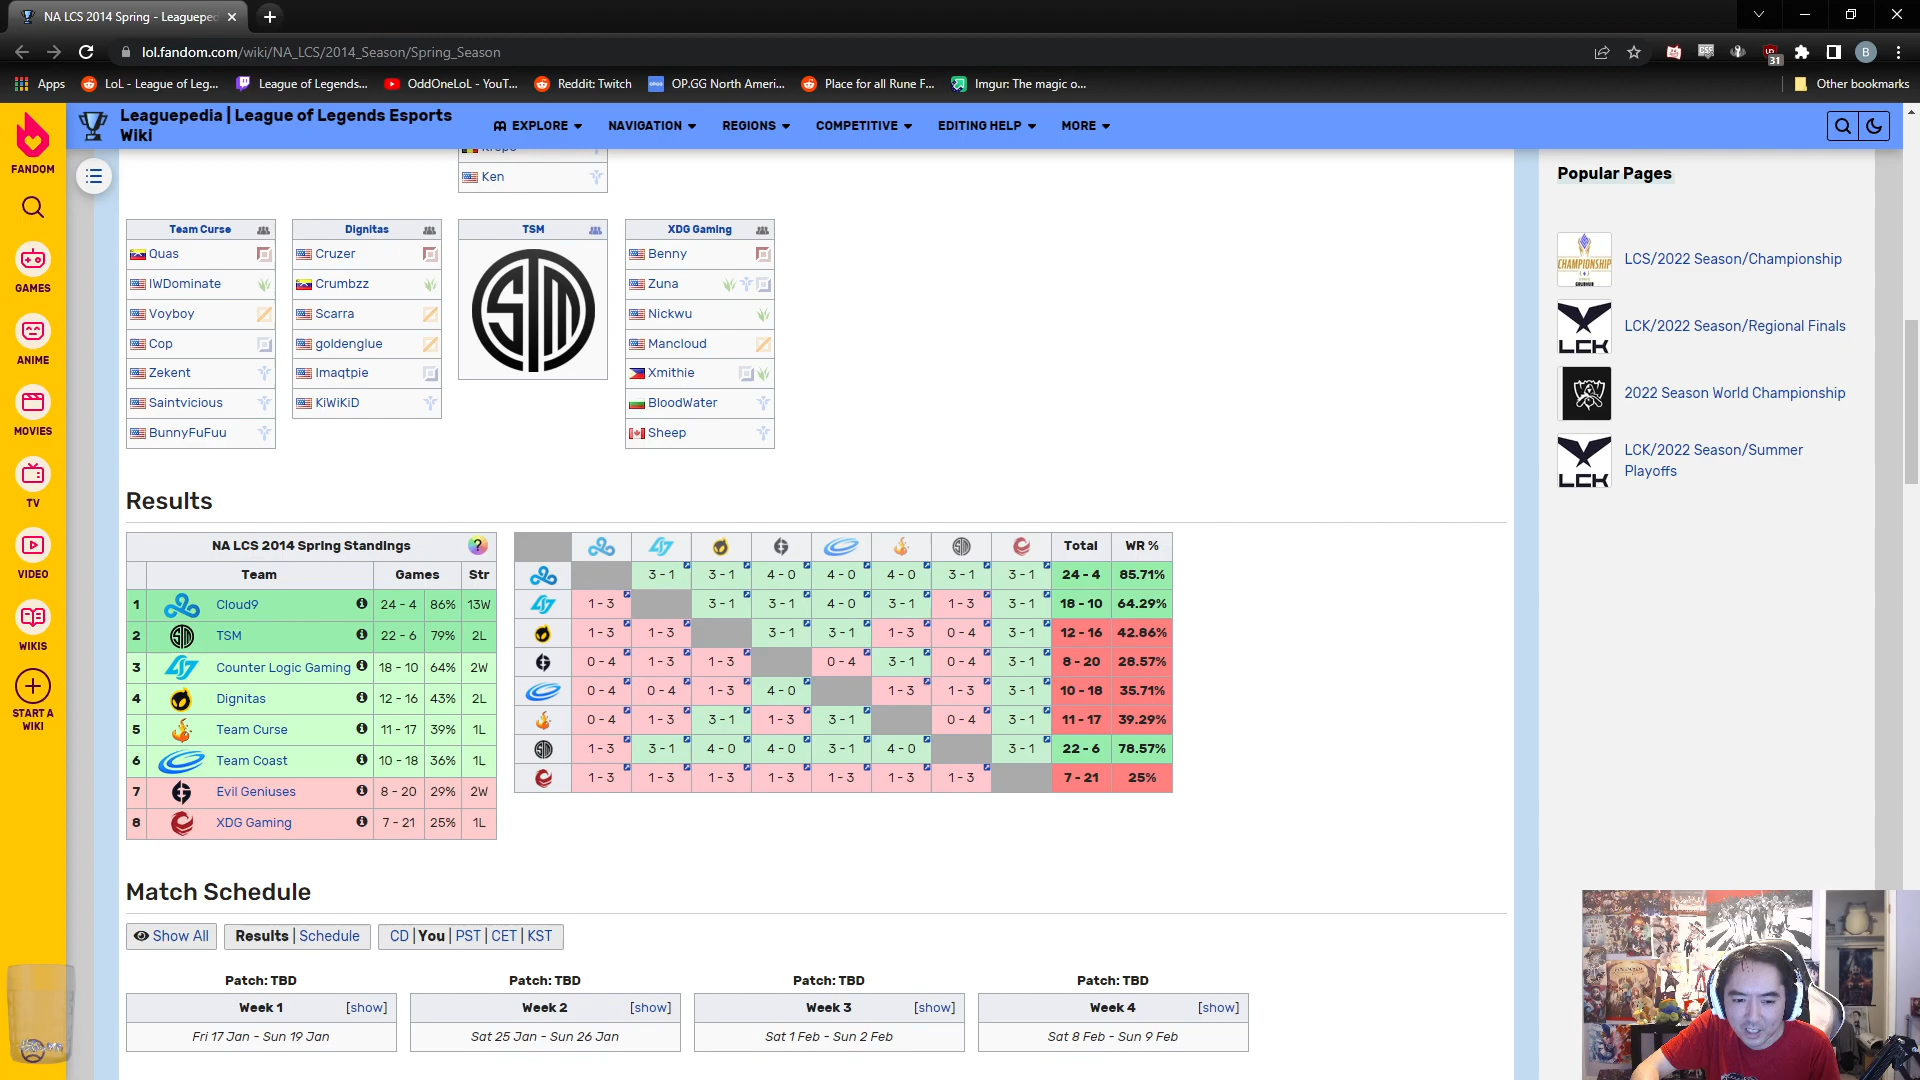 NA LCS 2014 Spring - Leagueped
lol.fandom.com/wiki/NA_LCS/2014_Season/Spring_Season
31
B
Apps
LoL - League of Leg...
League of Legends...
OddOneLoL - YouT...
Reddit: Twitch
OP.GG North Ameri...
Place for all Rune F...
Imgur: The magic o...
Other bookmarks
FANDOM
GAMES
ANIME
MOVIES
TV
VIDEO
WIKIS
START A
WIKI
Leaguepedia | League of Legends Esports
Wiki
EXPLORE
NAVIGATION
REGIONS
COMPETITIVE
EDITING HELP
MORE
Ken
Team Curse
Quas
IWDominate
Voyboy
Cop
Zekent
Saintvicious
BunnyFuFuu
Dignitas
Cruzer
Crumbzz
Scarra
goldenglue
Imaqtpie
KiWiKiD
TSM
XDG Gaming
Benny
Zuna
Nickwu
Mancloud
Xmithie
BloodWater
Sheep
Popular Pages
LCS/2022 Season/Championship
LCK/2022 Season/Regional Finals
2022 Season World Championship
LCK/2022 Season/Summer
Playoffs
CHAMPIONSHIP
LCK
LCK
Results
NA LCS 2014 Spring Standings ?
Team Games Str
1 Cloud9 24 - 4 86% 13W
2 TSM 22 - 6 79% 2L
3 Counter Logic Gaming 18 - 10 64% 2W
4 Dignitas 12 - 16 43% 2L
5 Team Curse 11 - 17 39% 1L
6 Team Coast 10 - 18 36% 1L
7 Evil Geniuses 8 - 20 29% 2W
8 XDG Gaming 7 - 21 25% 1L
Total WR %
3 - 1 3 - 1 4 - 0 4 - 0 4 - 0 3 - 1 3 - 1 24 - 4 85.71%
1 - 3 3 - 1 3 - 1 4 - 0 3 - 1 1 - 3 3 - 1 18 - 10 64.29%
1 - 3 1 - 3 3 - 1 3 - 1 1 - 3 0 - 4 3 - 1 12 - 16 42.86%
0 - 4 1 - 3 1 - 3 0 - 4 3 - 1 0 - 4 3 - 1 8 - 20 28.57%
0 - 4 0 - 4 1 - 3 4 - 0 1 - 3 1 - 3 3 - 1 10 - 18 35.71%
0 - 4 1 - 3 3 - 1 1 - 3 3 - 1 0 - 4 3 - 1 11 - 17 39.29%
1 - 3 3 - 1 4 - 0 4 - 0 3 - 1 4 - 0 3 - 1 22 - 6 78.57%
1 - 3 1 - 3 1 - 3 1 - 3 1 - 3 1 - 3 1 - 3 7 - 21 25%
Match Schedule
Show All
Results | Schedule
CD | You | PST | CET | KST
Patch: TBD
Week 1 [show]
Fri 17 Jan - Sun 19 Jan
Patch: TBD
Week 2 [show]
Sat 25 Jan - Sun 26 Jan
Patch: TBD
Week 3 [show]
Sat 1 Feb - Sun 2 Feb
Patch: TBD
Week 4 [show]
Sat 8 Feb - Sun 9 Feb